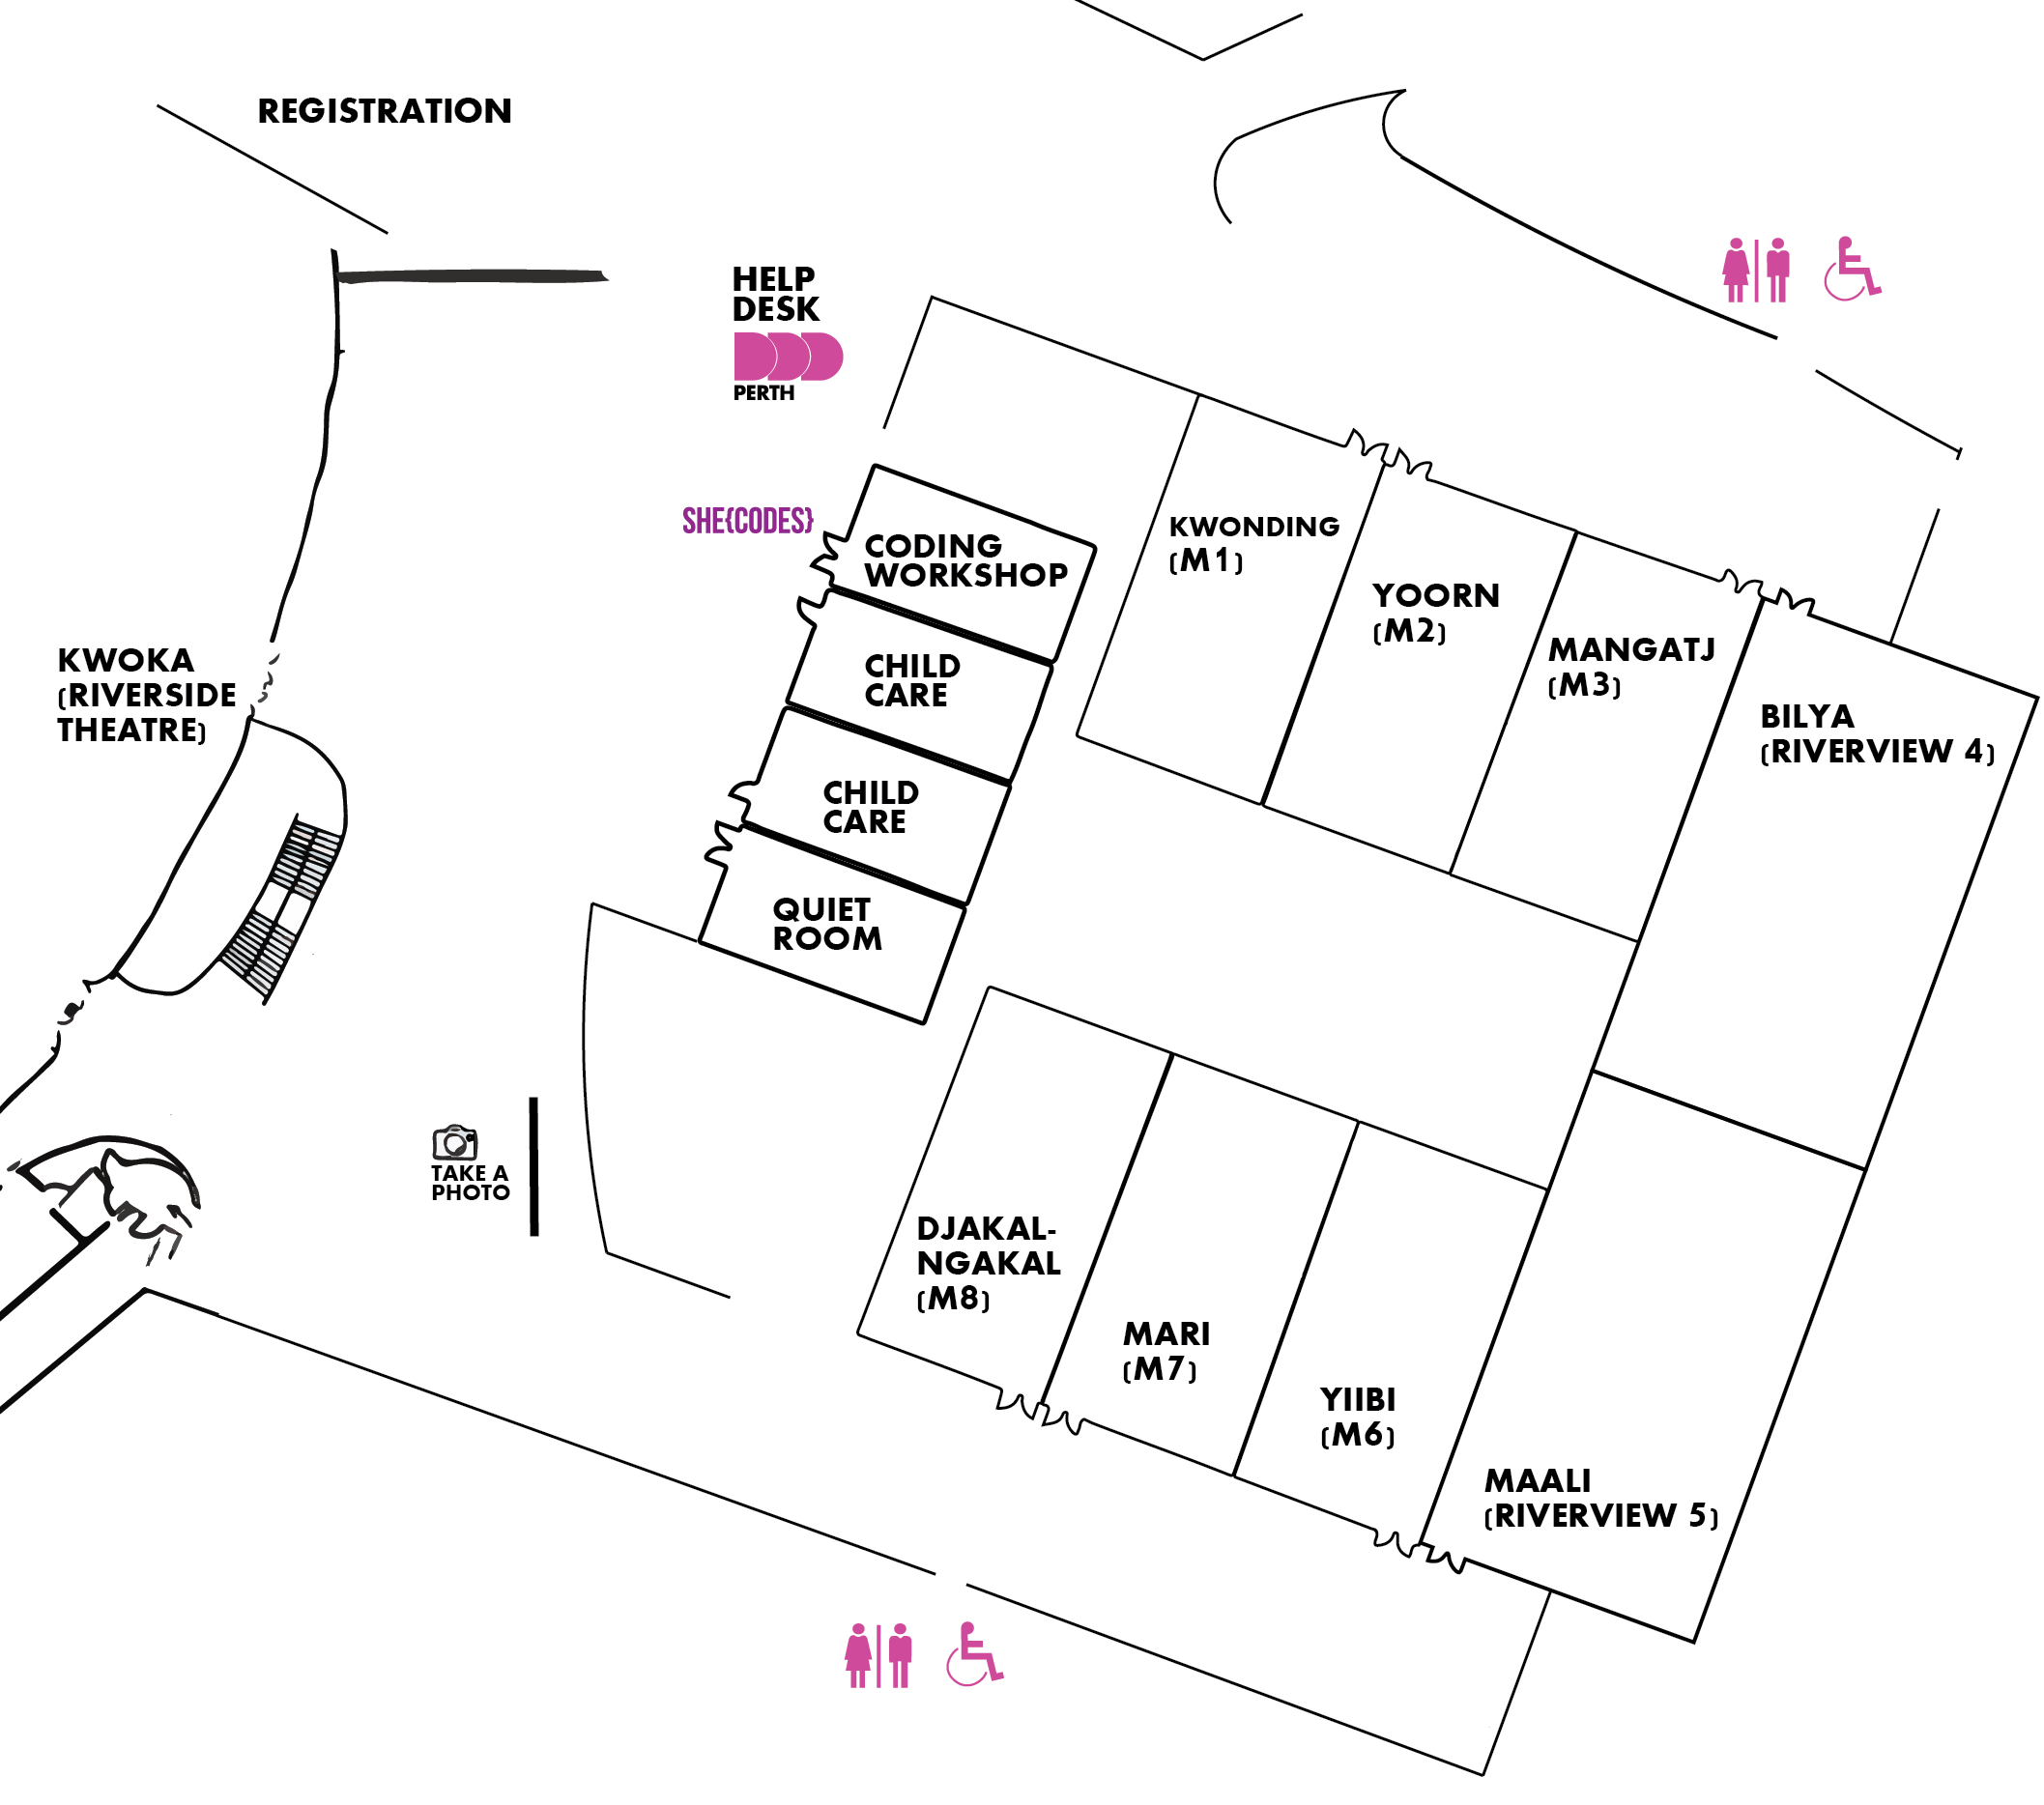 REGISTRATION
HELP
DESK
PERTH
SHE{CODES}
CODING
WORKSHOP
CHILD
CARE
CHILD
CARE
QUIET
ROOM
KWONDING
(M1)
YOORN
(M2)
MANGATJ
(M3)
BILYA
(RIVERVIEW 4)
KWOKA
(RIVERSIDE
THEATRE)
TAKE A
PHOTO
DJAKAL-
NGAKAL
(M8)
MARI
(M7)
YIIBI
(M6)
MAALI
(RIVERVIEW 5)